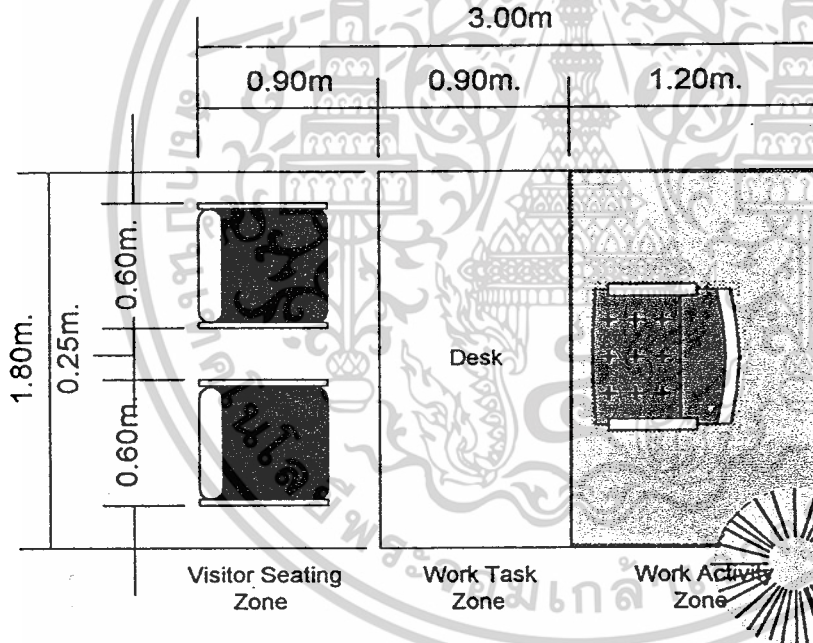 3.00m
0.90m
0.90m.
1.20m.
1.80m.
0.25m.
0.60m.
0.60m.
Desk
Visitor Seating
Zone
Work Task
Zone
Work Activity
Zone